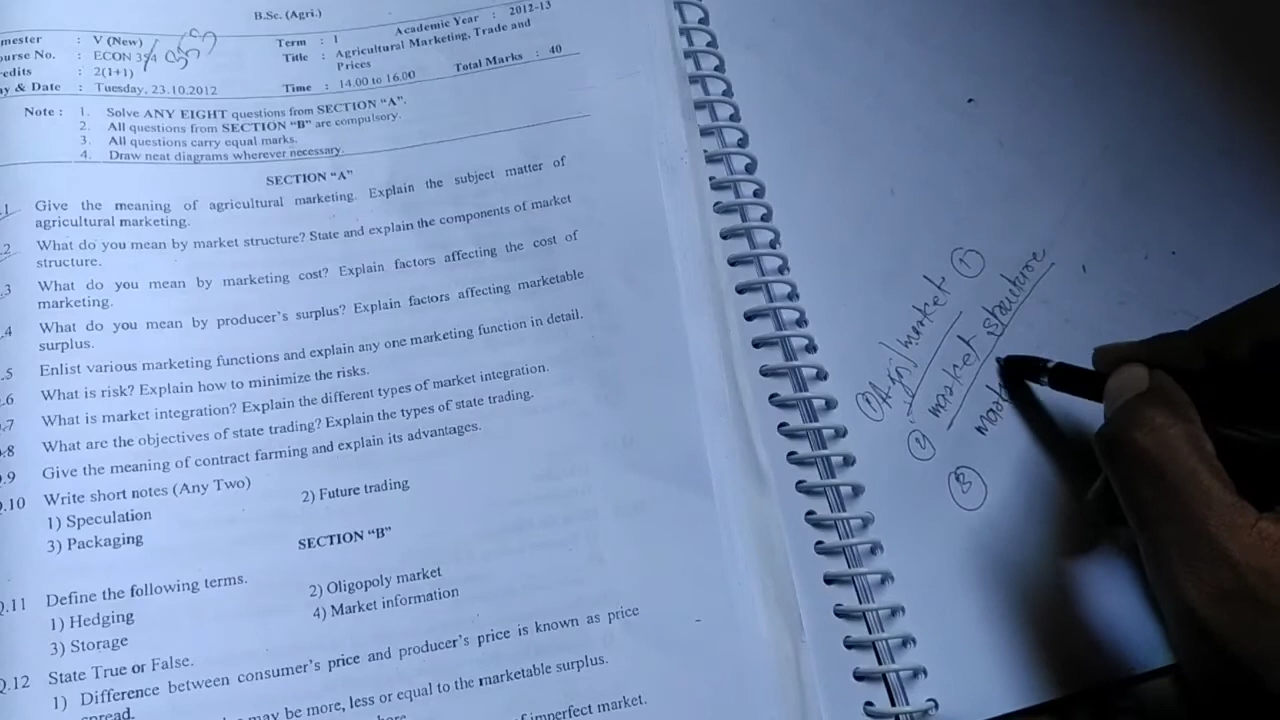 B.Sc. (Agri.)
mester : V (New) Term : 1 Academic Year : 2012-13
ourse No. : ECON 354 Title : Agricultural Marketing, Trade and
Prices
redits : 2(1+1)
y & Date : Tuesday, 23.10.2012 Time : 14.00 to 16.00 Total Marks : 40
Note : 1. Solve ANY EIGHT questions from SECTION "A".
2. All questions from SECTION "B" are compulsory.
3. All questions carry equal marks.
4. Draw neat diagrams wherever necessary.
SECTION "A"
.1 Give the meaning of agricultural marketing. Explain the subject matter of
agricultural marketing.
.2 What do you mean by market structure? State and explain the components of market
structure.
.3 What do you mean by marketing cost? Explain factors affecting the cost of
marketing.
.4 What do you mean by producer's surplus? Explain factors affecting marketable
surplus.
.5 Enlist various marketing functions and explain any one marketing function in detail.
.6 What is risk? Explain how to minimize the risks.
.7 What is market integration? Explain the different types of market integration.
.8 What are the objectives of state trading? Explain the types of state trading.
.9 Give the meaning of contract farming and explain its advantages.
.10 Write short notes (Any Two)
1) Speculation 2) Future trading
3) Packaging
SECTION "B"
Q.11 Define the following terms.
1) Hedging 2) Oligopoly market
3) Storage 4) Market information
Q.12 State True or False.
1) Difference between consumer's price and producer's price is known as price
spread.
may be more, less or equal to the marketable surplus.
of imperfect market.
① Agri/market ①
② market structure
③ mark